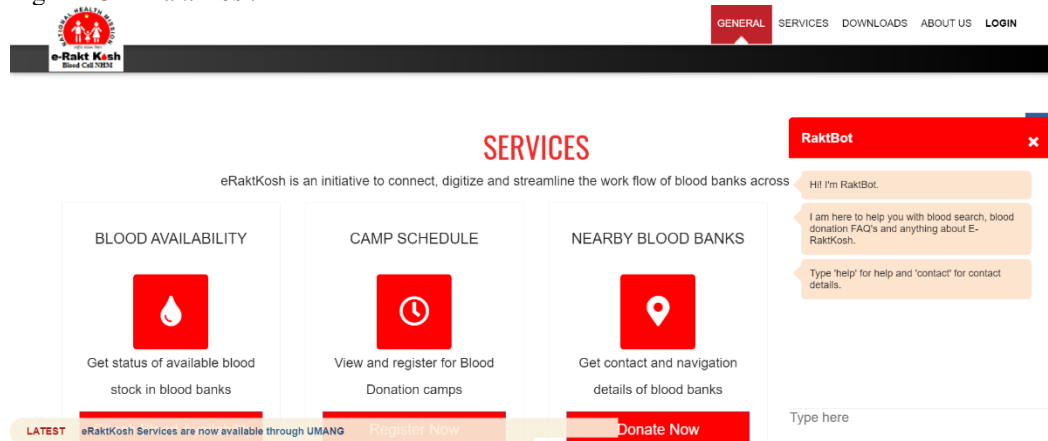 GENERAL SERVICES DOWNLOADS ABOUT US LOGIN
NATIONAL HEALTH MISSION
e-Rakt Kosh
Blood Cell NHM
SERVICES
eRaktKosh is an initiative to connect, digitize and streamline the work flow of blood banks across
BLOOD AVAILABILITY
Get status of available blood
stock in blood banks
CAMP SCHEDULE
View and register for Blood
Donation camps
Register Now
NEARBY BLOOD BANKS
Get contact and navigation
details of blood banks
Donate Now
RaktBot
Hi! I'm RaktBot.
I am here to help you with blood search, blood
donation FAQ's and anything about E-
RaktKosh.
Type 'help' for help and 'contact' for contact
details.
Type here
LATEST eRaktKosh Services are now available through UMANG